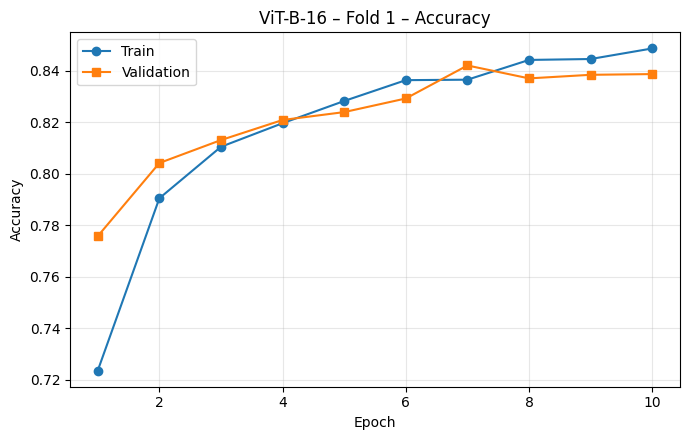 ViT-B-16 – Fold 1 – Accuracy
Train
Validation
Accuracy
0.84
0.82
0.80
0.78
0.76
0.74
0.72
2 4 6 8 10
Epoch